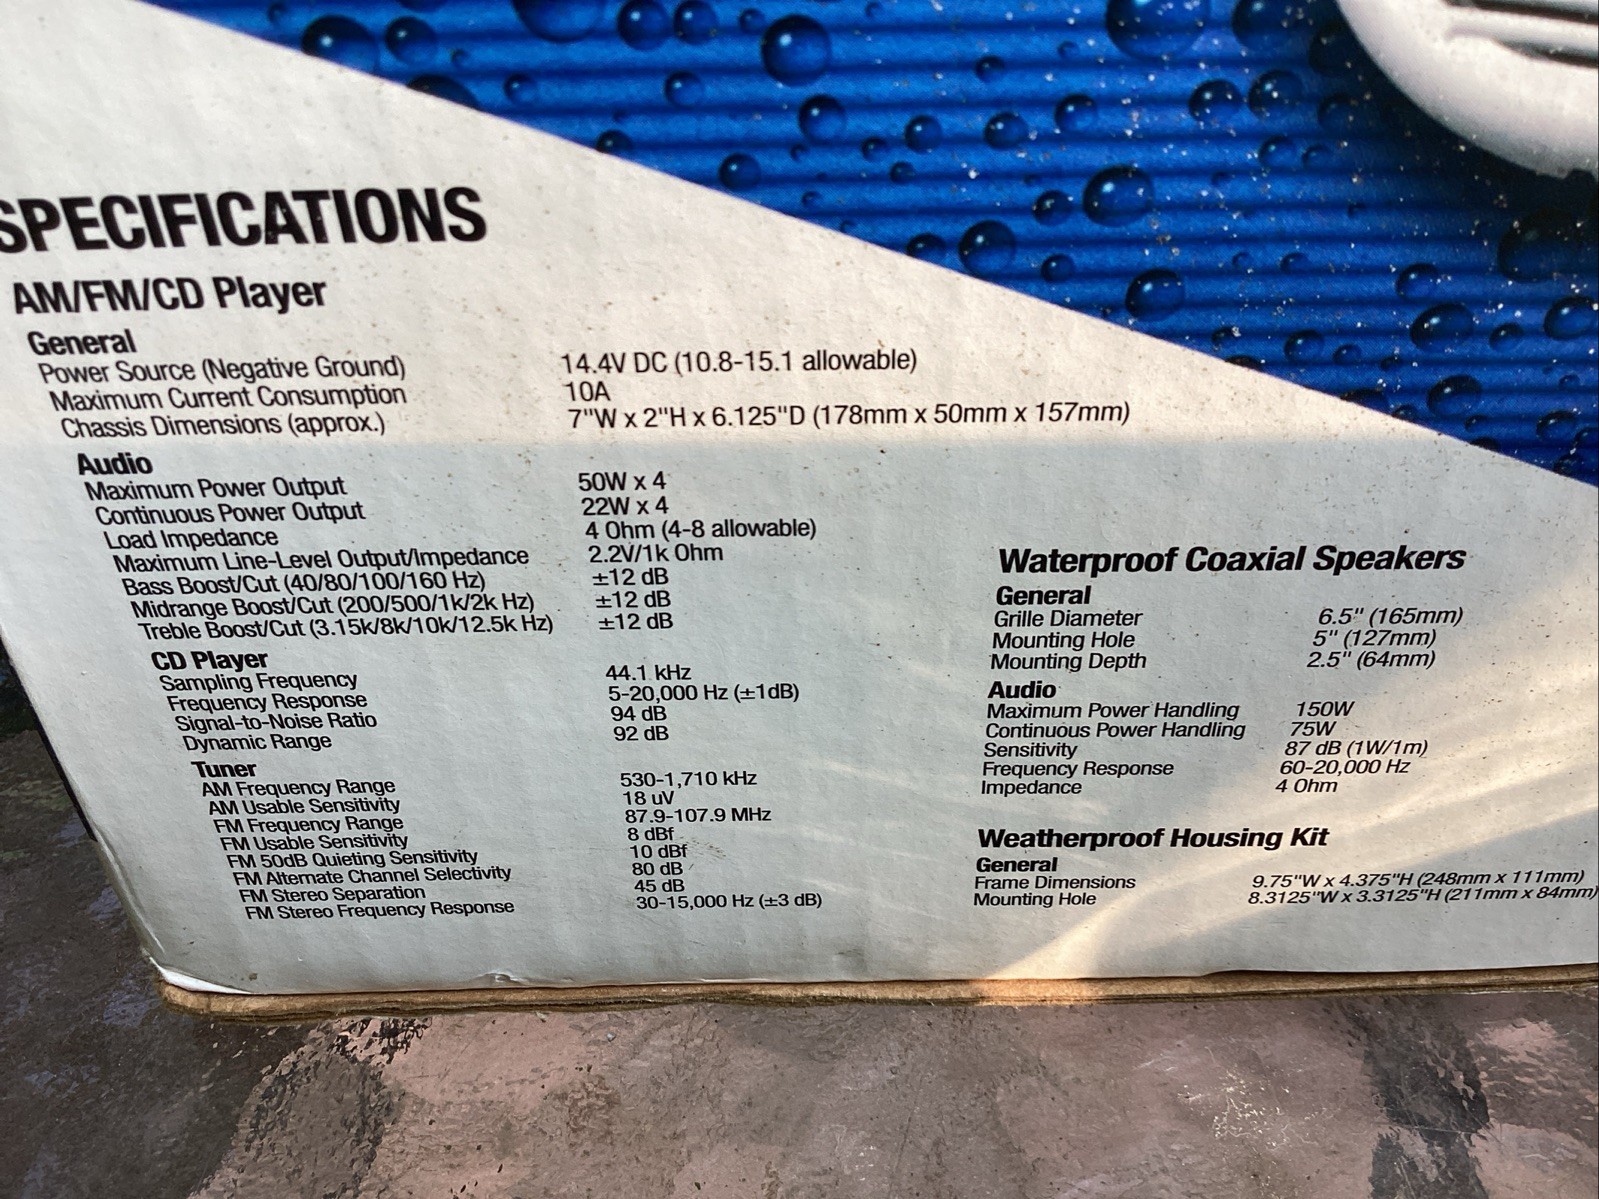 SPECIFICATIONS
AM/FM/CD Player
General
Power Source (Negative Ground) 14.4V DC (10.8-15.1 allowable)
Maximum Current Consumption 10A
Chassis Dimensions (approx.) 7"W x 2"H x 6.125"D (178mm x 50mm x 157mm)
Audio
Maximum Power Output 50W x 4
Continuous Power Output 22W x 4
Load Impedance 4 Ohm (4-8 allowable)
Maximum Line-Level Output/Impedance 2.2V/1k Ohm
Bass Boost/Cut (40/80/100/160 Hz) ±12 dB
Midrange Boost/Cut (200/500/1k/2k Hz) ±12 dB
Treble Boost/Cut (3.15k/8k/10k/12.5k Hz) ±12 dB
CD Player
Sampling Frequency 44.1 kHz
Frequency Response 5-20,000 Hz (±1dB)
Signal-to-Noise Ratio 94 dB
Dynamic Range 92 dB
Tuner
AM Frequency Range 530-1,710 kHz
AM Usable Sensitivity 18 uV
FM Frequency Range 87.9-107.9 MHz
FM Usable Sensitivity 8 dBf
FM 50dB Quieting Sensitivity 10 dBf
FM Alternate Channel Selectivity 80 dB
FM Stereo Separation 45 dB
FM Stereo Frequency Response 30-15,000 Hz (±3 dB)
Waterproof Coaxial Speakers
General
Grille Diameter 6.5" (165mm)
Mounting Hole 5" (127mm)
Mounting Depth 2.5" (64mm)
Audio
Maximum Power Handling 150W
Continuous Power Handling 75W
Sensitivity 87 dB (1W/1m)
Frequency Response 60-20,000 Hz
Impedance 4 Ohm
Weatherproof Housing Kit
General
Frame Dimensions 9.75"W x 4.375"H (248mm x 111mm)
Mounting Hole 8.3125"W x 3.3125"H (211mm x 84mm)